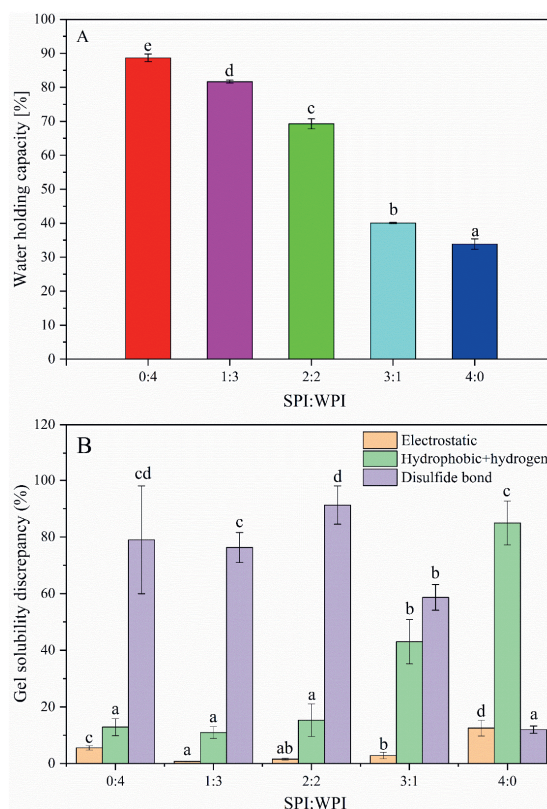 A
Water holding capacity [%]
100
90
80
70
60
50
40
30
20
10
0
e
d
c
b
a
0:4 1:3 2:2 3:1 4:0
SPI:WPI
B
Electrostatic
Hydrophobic+hydrogen
Disulfide bond
Gel solubility discrepancy (%)
120
100
80
60
40
20
0
c a cd
a a c
ab a d
b b b
d c a
0:4 1:3 2:2 3:1 4:0
SPI:WPI